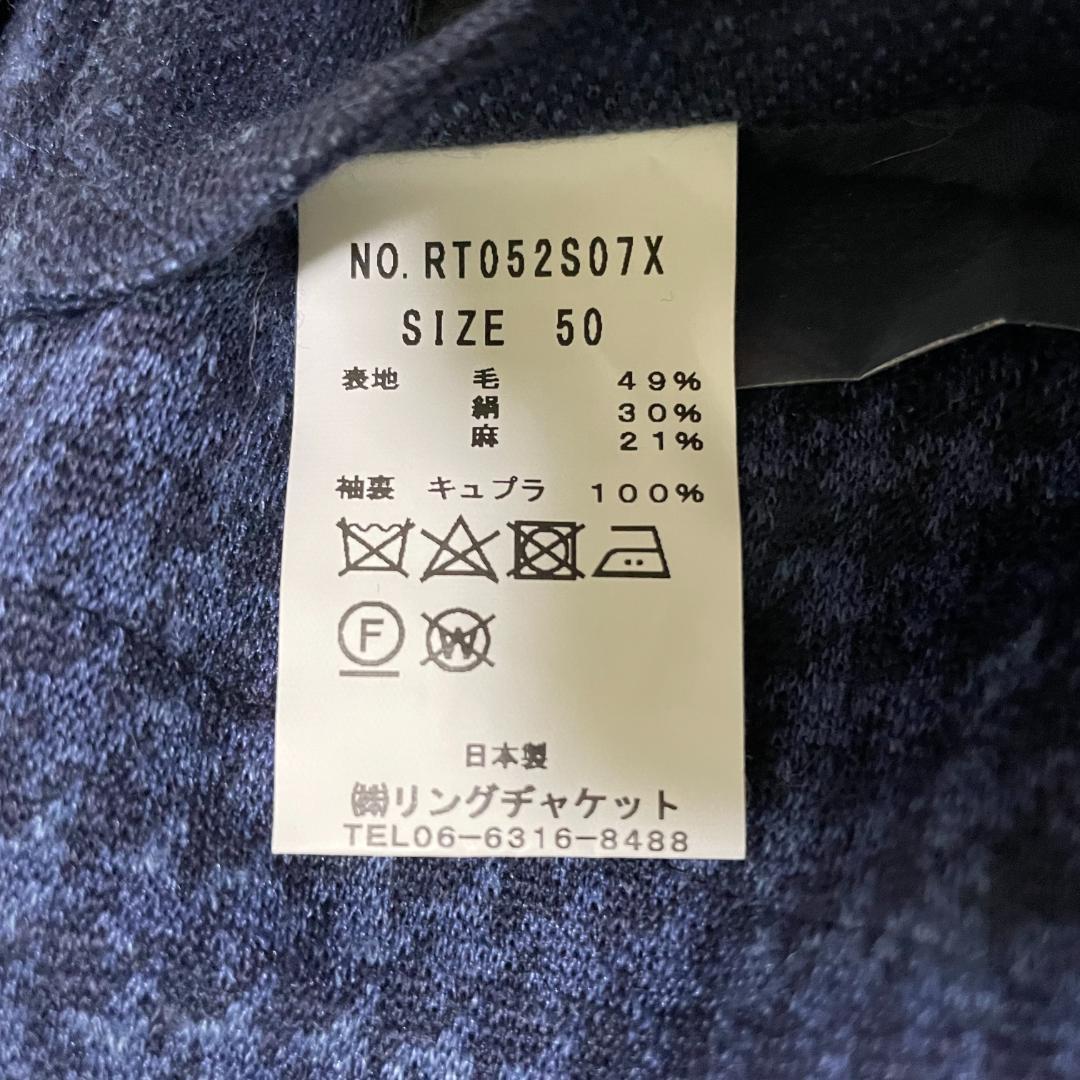 NO. RT052S07X
SIZE 50
表地 毛 49%
絹 30%
麻 21%
袖裏 キュプラ 100%
F W
日本製
㈱リングヂャケット
TEL06-6316-8488